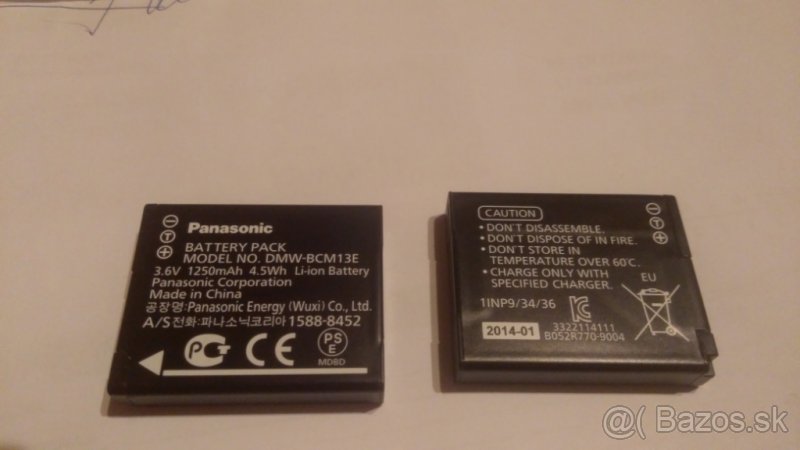 Panasonic
BATTERY PACK
MODEL NO. DMW-BCM13E
3.6V 1250mAh 4.5Wh Li-ion Battery
Panasonic Corporation
Made in China
공장명:Panasonic Energy (Wuxi) Co., Ltd.
A/S전화:파나소닉코리아 1588-8452
PS
E
MDBD
CAUTION
• DON'T DISASSEMBLE.
• DON'T DISPOSE OF IN FIRE.
• DON'T STORE IN
TEMPERATURE OVER 60℃.
• CHARGE ONLY WITH
SPECIFIED CHARGER.
EU
1INP9/34/36
2014-01
3322114111
B052R770-9004
@( Bazos.sk